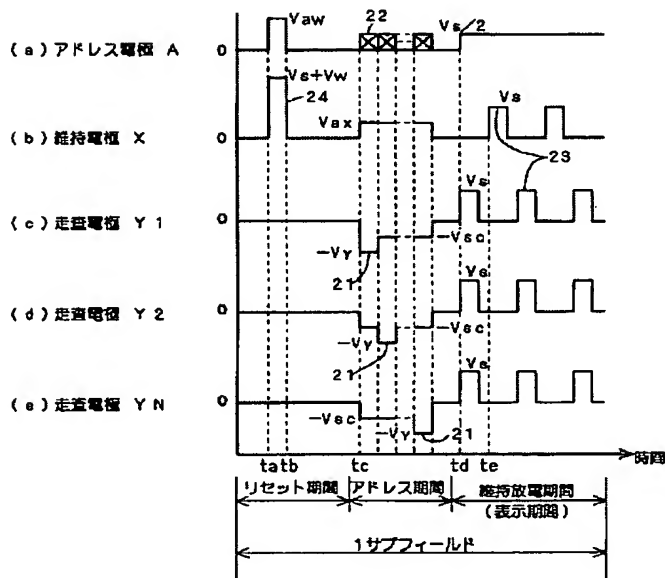 Vaw
22
Vs/2
(a) アドレス電極 A
0
Vs+Vw
24
Vax
Vs
(b) 維持電極 X
0
23
Vs
(c) 走査電極 Y1
0
-Vsc
-Vy
21
Vs
(d) 走査電極 Y2
0
-Vsc
-Vy
21
Vs
(e) 走査電極 YN
0
-Vsc
-Vy
21
時間
ta tb tc td te
リセット期間 アドレス期間 維持放電期間
(表示期間)
1サブフィールド